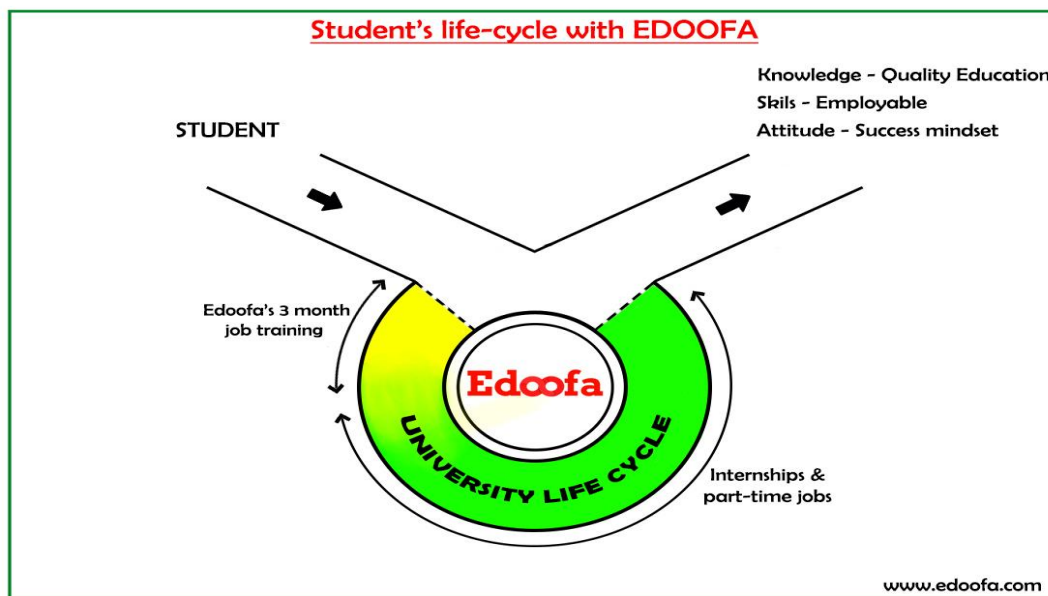 Student's life-cycle with EDOOFA
Knowledge - Quality Education
Skils - Employable
Attitude - Success mindset
STUDENT
Edoofa's 3 month
job training
Edoofa
UNIVERSITY LIFE CYCLE
Internships &
part-time jobs
www.edoofa.com